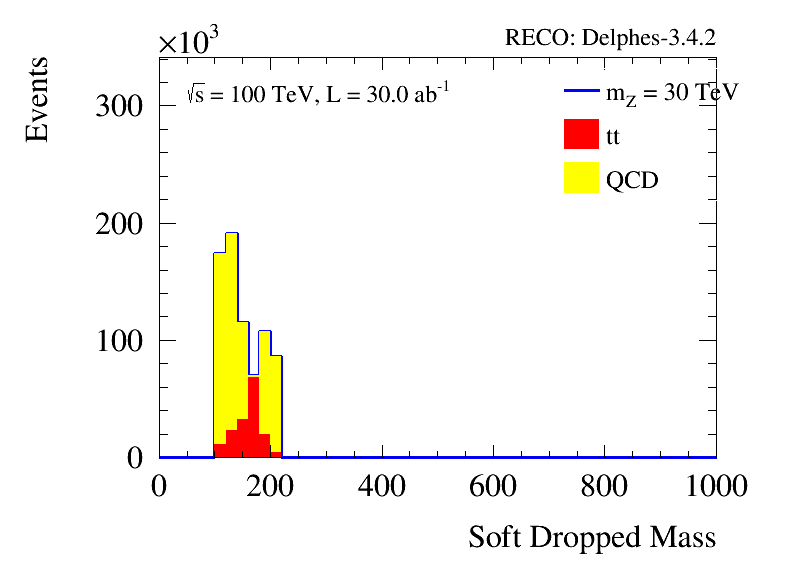 ×10³
RECO: Delphes-3.4.2
Events
√s = 100 TeV, L = 30.0 ab⁻¹
m_Z = 30 TeV
tt
QCD
300
200
100
0
0 200 400 600 800 1000
Soft Dropped Mass